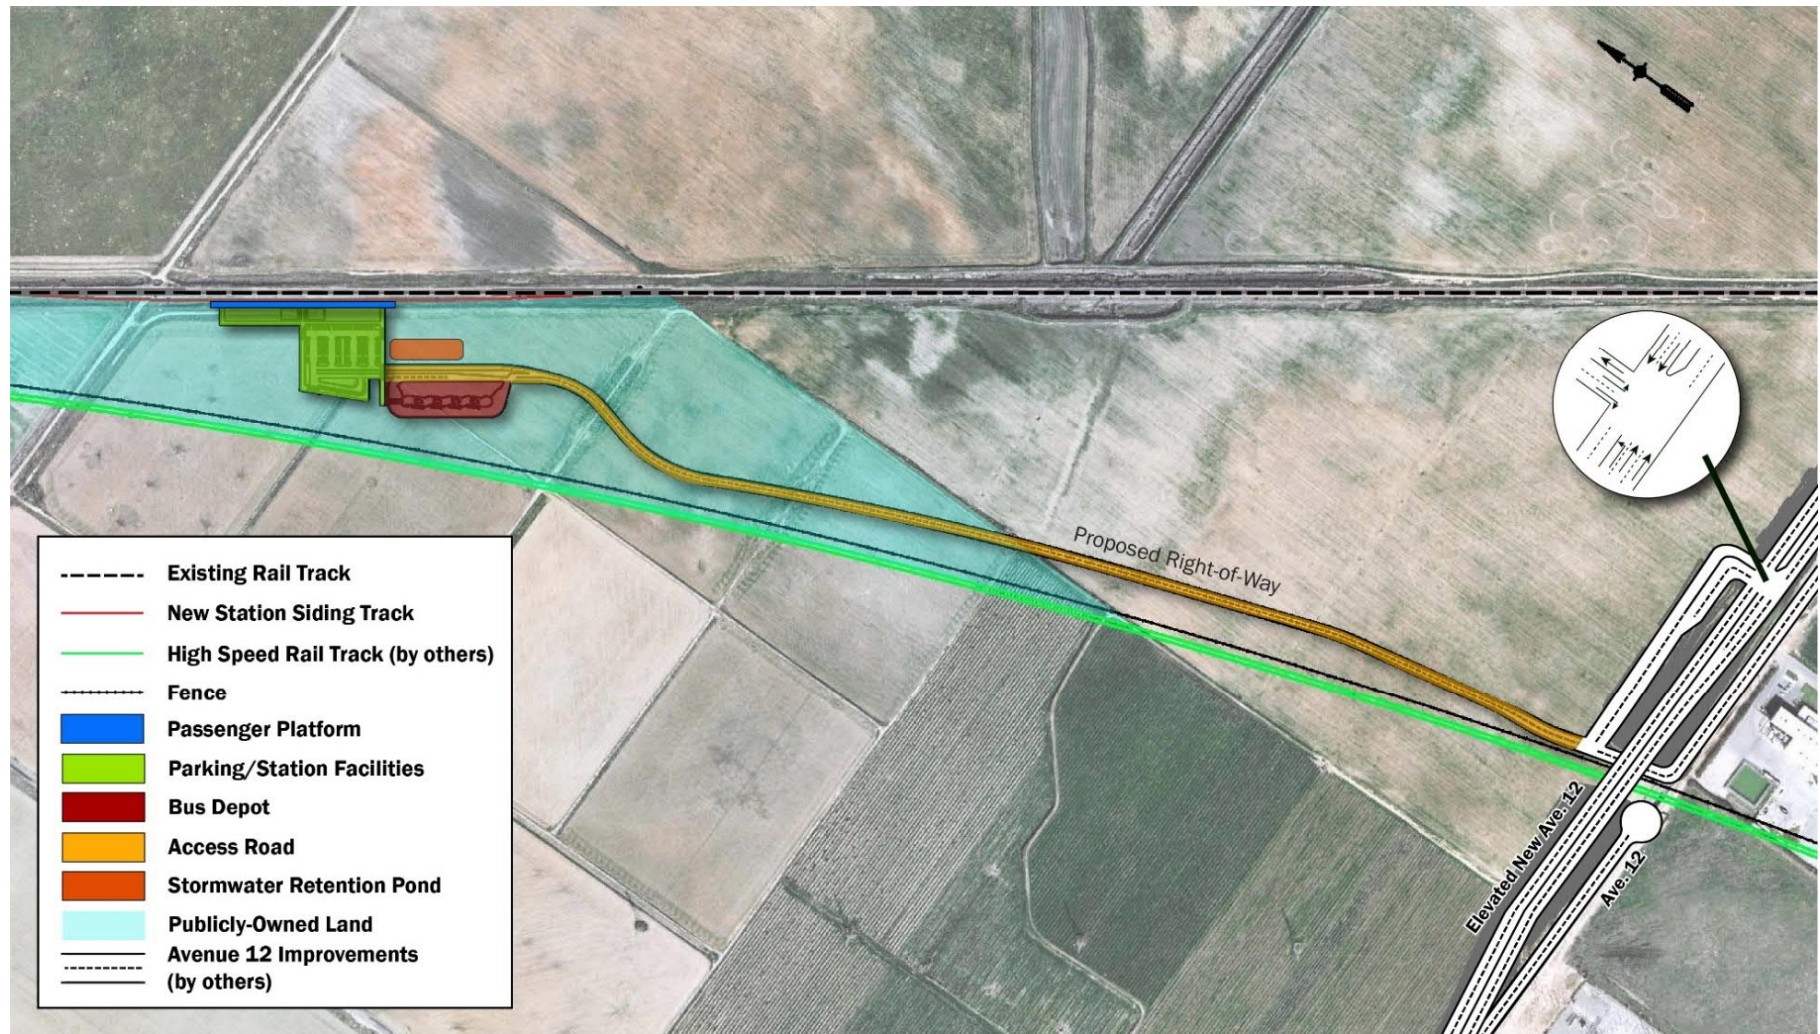 Proposed Right-of-Way
Existing Rail Track
New Station Siding Track
High Speed Rail Track (by others)
Fence
Passenger Platform
Parking/Station Facilities
Bus Depot
Access Road
Stormwater Retention Pond
Publicly-Owned Land
Avenue 12 Improvements
(by others)
Elevated New Ave. 12
Ave. 12